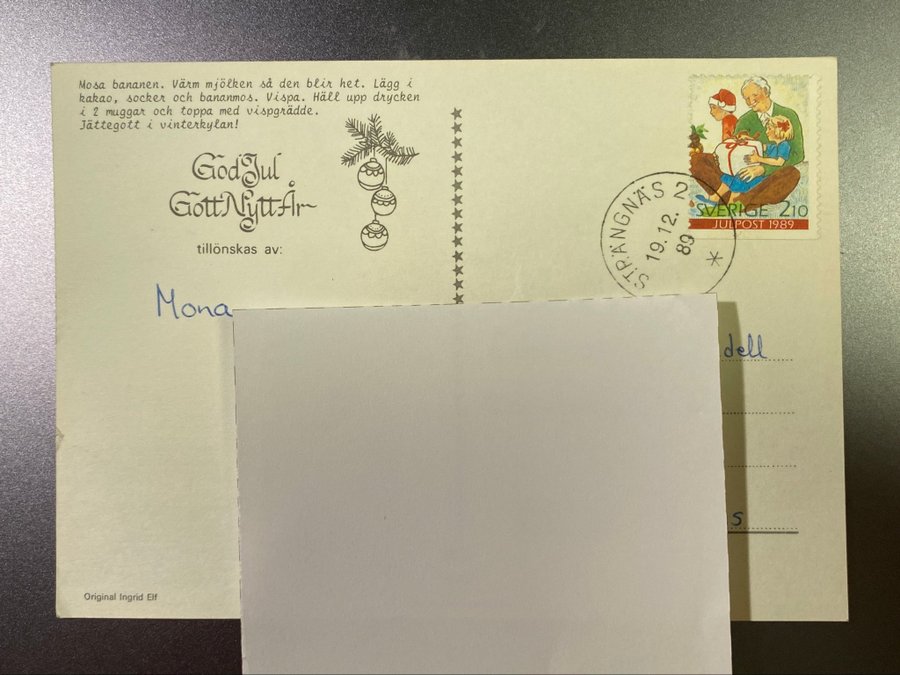 Mosa bananen. Värm mjölken så den blir het. Lägg i
kakao, socker och bananmos. Vispa. Häll upp drycken
i 2 muggar och toppa med vispgrädde.
Jättegott i vinterkylan!
God Jul
Gott Nytt År
tillönskas av:
Mona
Original Ingrid Elf
SVERIGE 210
JULPOST 1989
STRÄNGNÄS 2
19.12.
89
*
dell
s